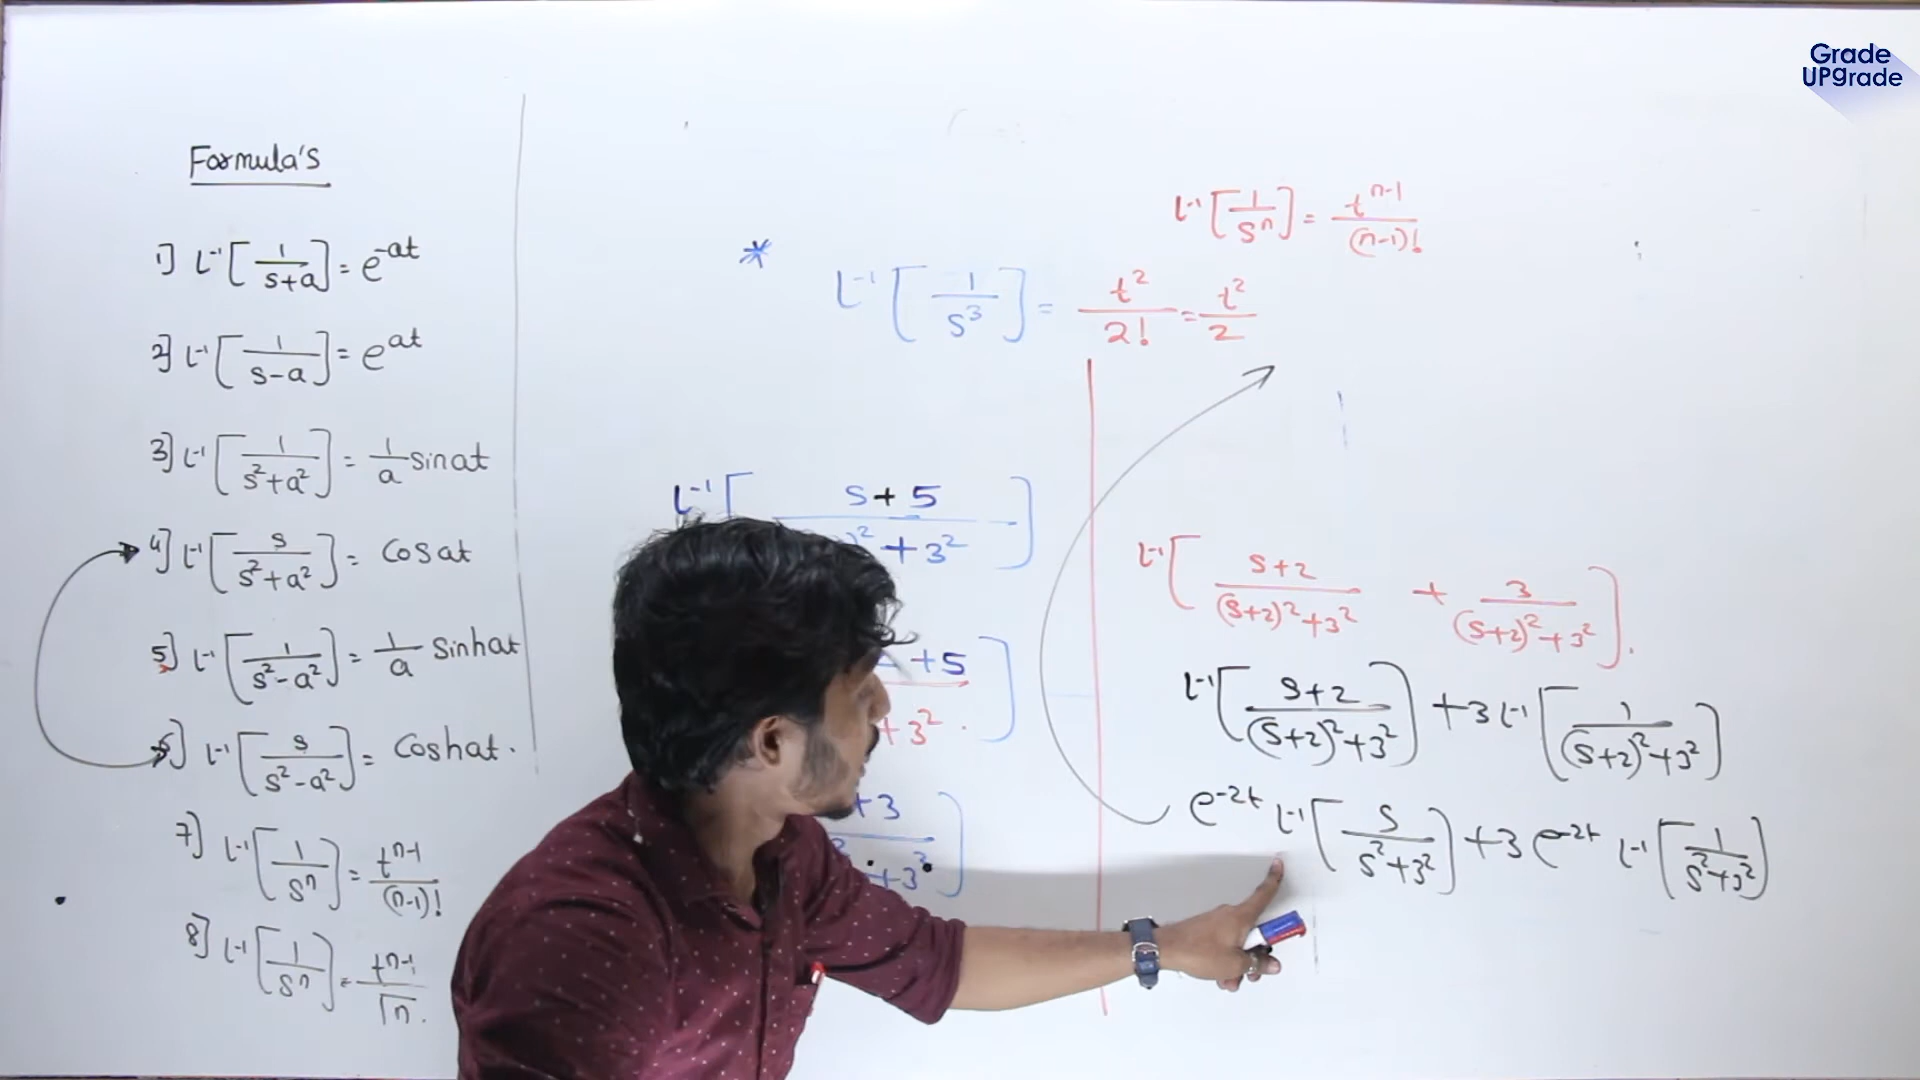 Grade
UPgrade
Formula's
1] L⁻¹[1/(s+a)] = e^-at
2] L⁻¹[1/(s-a)] = e^at
3] L⁻¹[1/(s²+a²)] = 1/a sinat
4] L⁻¹[s/(s²+a²)] = Cosat
5] L⁻¹[1/(s²-a²)] = 1/a Sinhat
6] L⁻¹[s/(s²-a²)] = Coshat.
7] L⁻¹[1/sⁿ] = t^(n-1)/(n-1)!
8] L⁻¹[1/sⁿ] = t^(n-1)/Γn.
L⁻¹[1/sⁿ] = t^(n-1)/(n-1)!
* L⁻¹[1/s³] = t²/2! = t²/2
L⁻¹[s+5/)²+3²]
+5/+3².]
+3/+3²]
L⁻¹[(s+2)/((s+2)²+3²) + 3/((s+2)²+3²)].
L⁻¹[(s+2)/((s+2)²+3²)] +3 L⁻¹[1/((s+2)²+3²)]
e^-2t L⁻¹[s/(s²+3²)] +3 e^-2t L⁻¹[1/(s²+3²)]